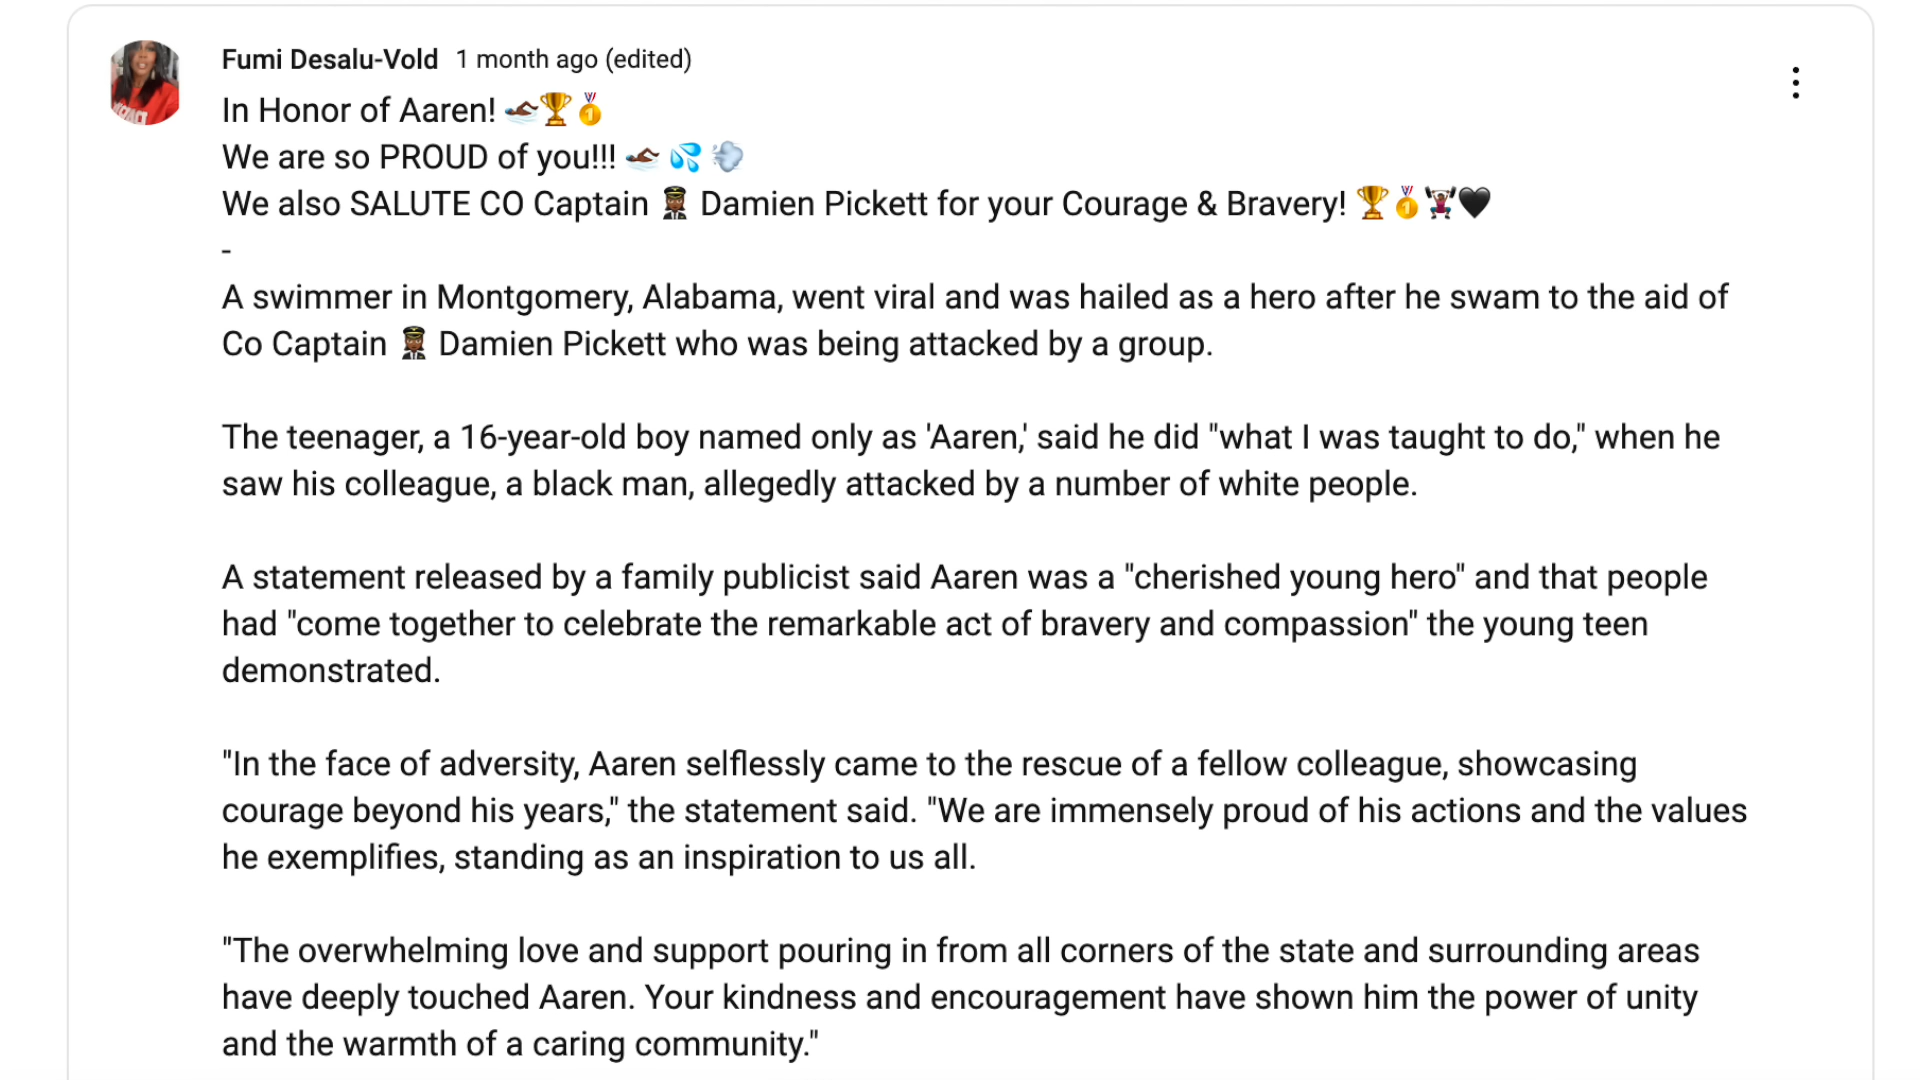 Fumi Desalu-Vold 1 month ago (edited)
In Honor of Aaren! 🏊🏿🏆🥇
We are so PROUD of you!!! 🏊🏿 💦 💨
We also SALUTE CO Captain 👨🏾‍✈️ Damien Pickett for your Courage & Bravery! 🏆🥇🏋🏾🖤
-
A swimmer in Montgomery, Alabama, went viral and was hailed as a hero after he swam to the aid of
Co Captain 👨🏾‍✈️ Damien Pickett who was being attacked by a group.
The teenager, a 16-year-old boy named only as 'Aaren,' said he did "what I was taught to do," when he
saw his colleague, a black man, allegedly attacked by a number of white people.
A statement released by a family publicist said Aaren was a "cherished young hero" and that people
had "come together to celebrate the remarkable act of bravery and compassion" the young teen
demonstrated.
"In the face of adversity, Aaren selflessly came to the rescue of a fellow colleague, showcasing
courage beyond his years," the statement said. "We are immensely proud of his actions and the values
he exemplifies, standing as an inspiration to us all.
"The overwhelming love and support pouring in from all corners of the state and surrounding areas
have deeply touched Aaren. Your kindness and encouragement have shown him the power of unity
and the warmth of a caring community."